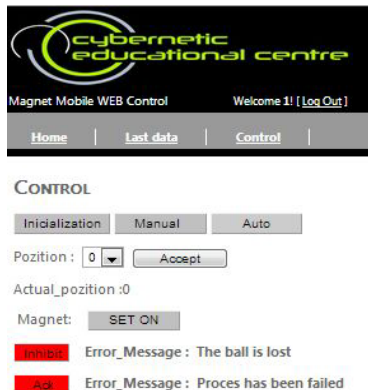 cybernetic
educational centre
Magnet Mobile WEB Control Welcome 1! [ Log Out ]
Home | Last data | Control |
CONTROL
Inicialization Manual Auto
Pozition : 0 Accept
Actual_pozition :0
Magnet: SET ON
Inhibit Error_Message : The ball is lost
Ack Error_Message : Proces has been failed